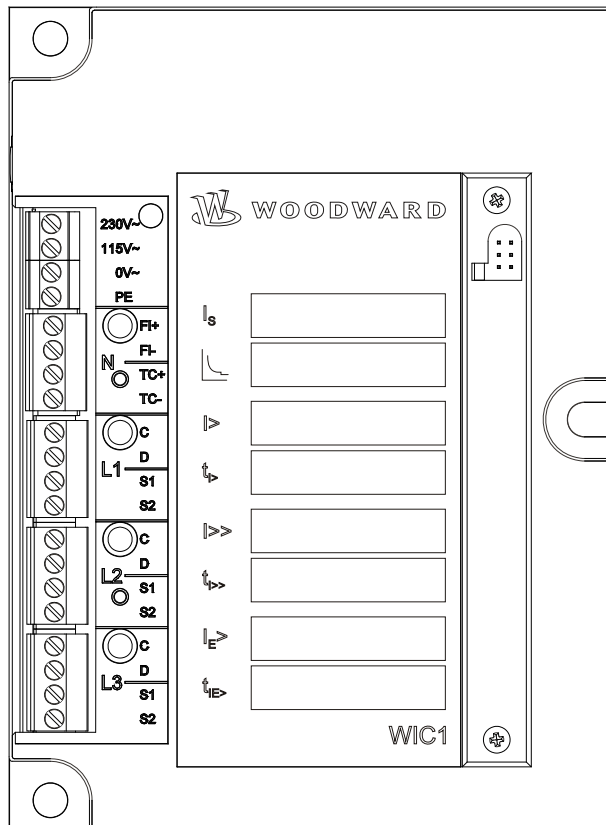 230V~
115V~
0V~
PE
FI+
FI-
N
TC+
TC-
C
D
L1
S1
S2
C
D
L2
S1
S2
C
D
L3
S1
S2
W WOODWARD
IS
I>
tI>
I>>
tI>>
IE>
tIE>
WIC1